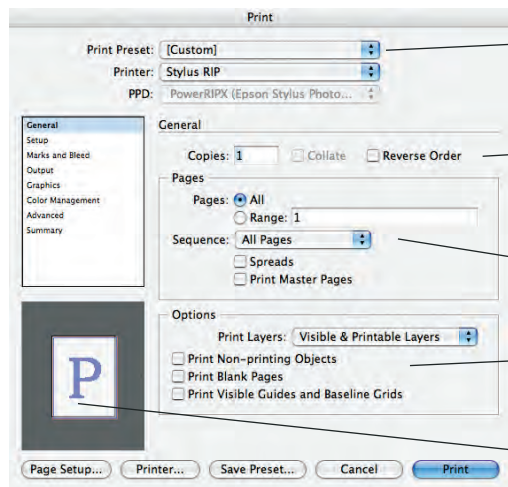 Print
Print Preset: [Custom]
Printer: Stylus RIP
PPD: PowerRIPX (Epson Stylus Photo...
General
Setup
Marks and Bleed
Output
Graphics
Color Management
Advanced
Summary
General
Copies: 1 Collate Reverse Order
Pages
Pages: All
Range: 1
Sequence: All Pages
Spreads
Print Master Pages
Options
Print Layers: Visible & Printable Layers
Print Non-printing Objects
Print Blank Pages
Print Visible Guides and Baseline Grids
P
Page Setup... Printer... Save Preset... Cancel Print